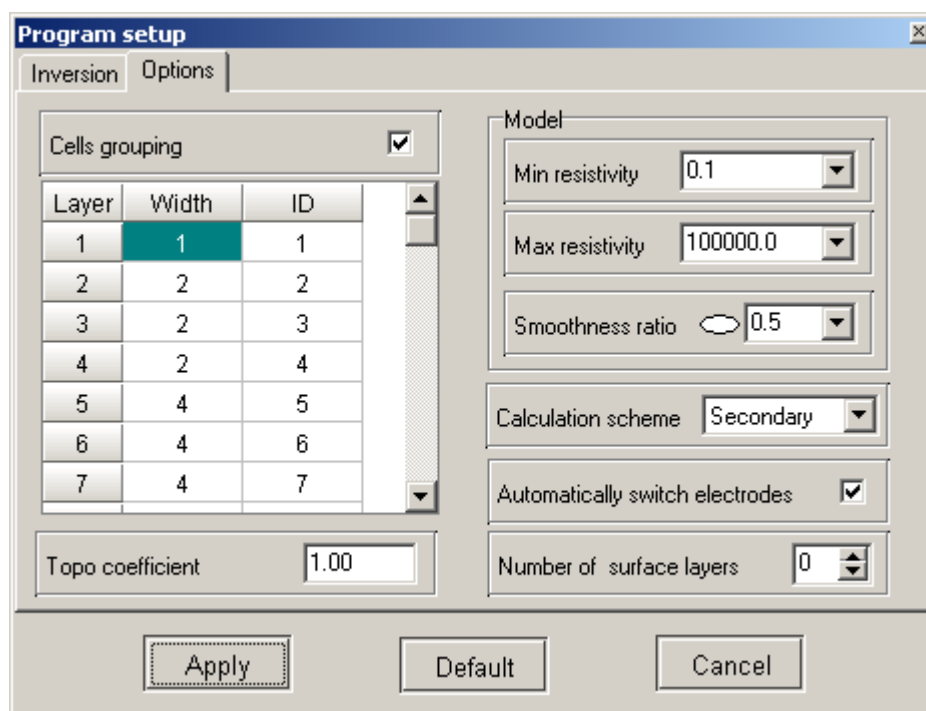 Program setup
Inversion Options
Cells grouping
Layer Width ID
1 1 1
2 2 2
3 2 3
4 2 4
5 4 5
6 4 6
7 4 7
Topo coefficient 1.00
Model
Min resistivity 0.1
Max resistivity 100000.0
Smoothness ratio 0.5
Calculation scheme Secondary
Automatically switch electrodes
Number of surface layers 0
Apply Default Cancel